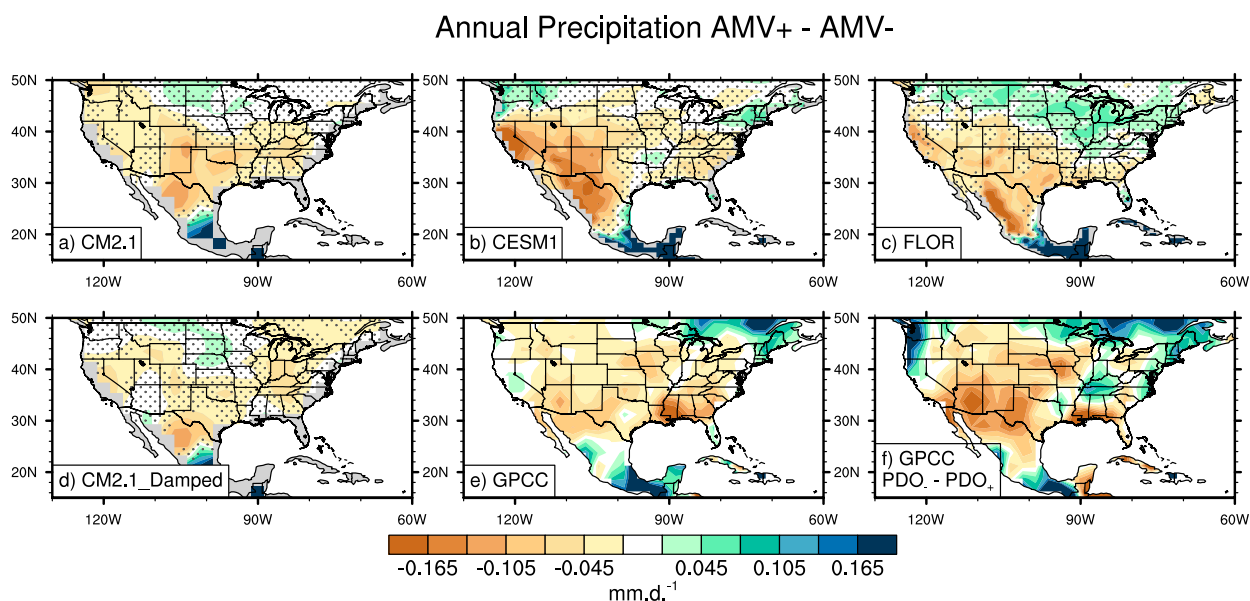 Annual Precipitation AMV+ - AMV-
50N 50N 50N
40N 40N 40N
30N 30N 30N
20N 20N 20N
a) CM2.1 b) CESM1 c) FLOR
120W 90W 60W 120W 90W 60W 120W 90W 60W
50N 50N 50N
40N 40N 40N
30N 30N 30N
20N 20N 20N
d) CM2.1_Damped e) GPCC f) GPCC
PDO- - PDO+
120W 90W 60W 120W 90W 60W 120W 90W 60W
-0.165 -0.105 -0.045 0.045 0.105 0.165
mm.d.-1